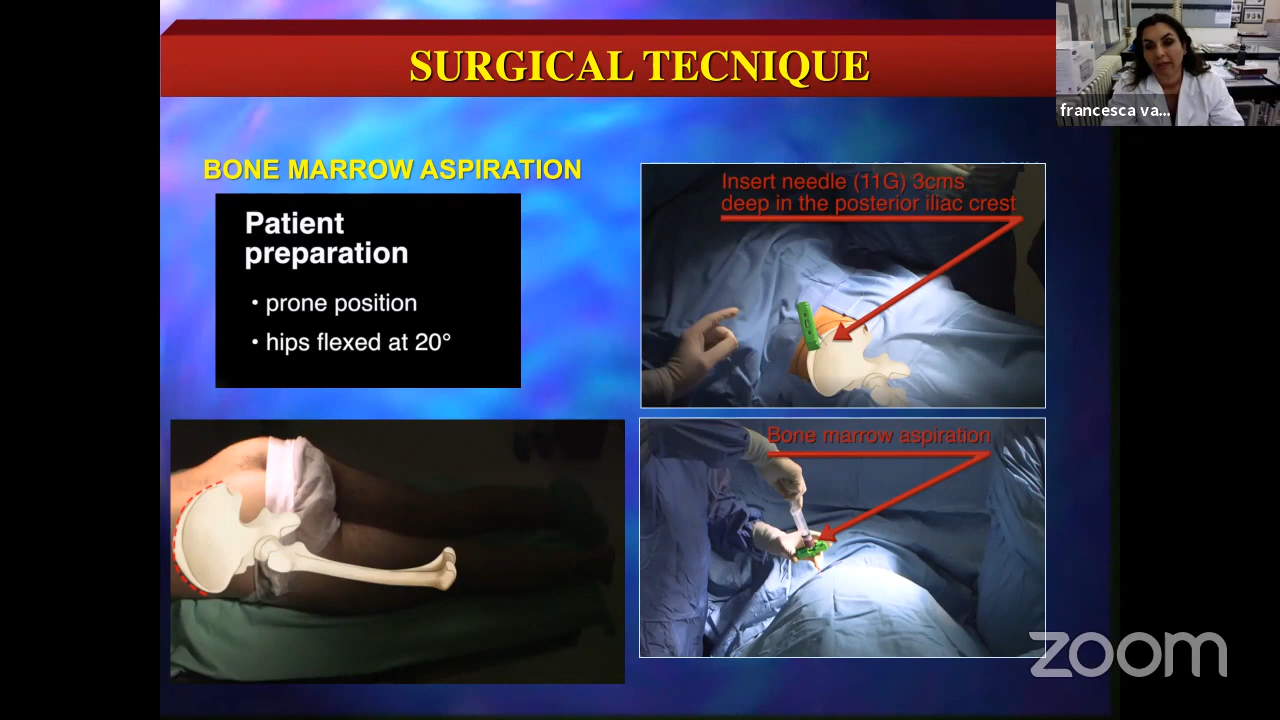 SURGICAL TECNIQUE
francesca va...
BONE MARROW ASPIRATION
Patient
preparation
• prone position
• hips flexed at 20°
Insert needle (11G) 3cms
deep in the posterior iliac crest
Bone marrow aspiration
zoom